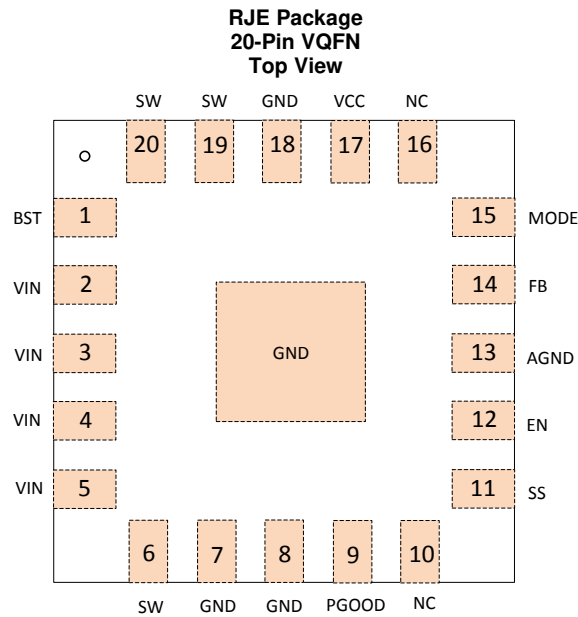 RJE Package
20-Pin VQFN
Top View
SW SW GND VCC NC
20 19 18 17 16
BST 1 15 MODE
VIN 2 14 FB
VIN 3 GND 13 AGND
VIN 4 12 EN
VIN 5 11 SS
6 7 8 9 10
SW GND GND PGOOD NC